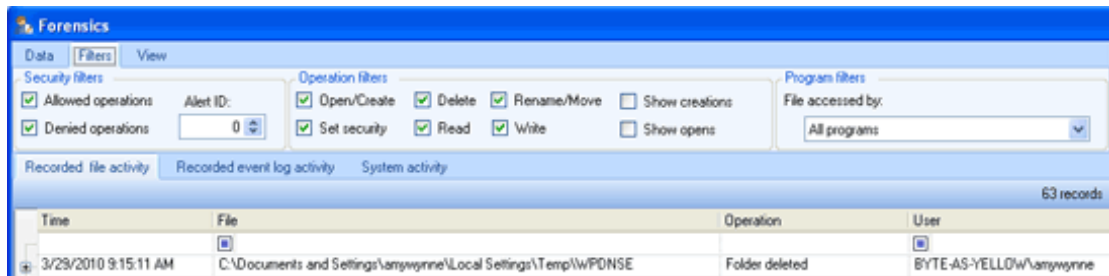 Forensics
Data Filters View
Security filters Operation filters Program filters
Allowed operations Alert ID: Open/Create Delete Rename/Move Show creations File accessed by:
Denied operations 0 Set security Read Write Show opens All programs
Recorded file activity Recorded event log activity System activity
63 records
Time File Operation User
3/29/2010 9:15:11 AM C:\Documents and Settings\amywynne\Local Settings\Temp\WPDNSE Folder deleted BYTE-AS-YELLOW\amywynne